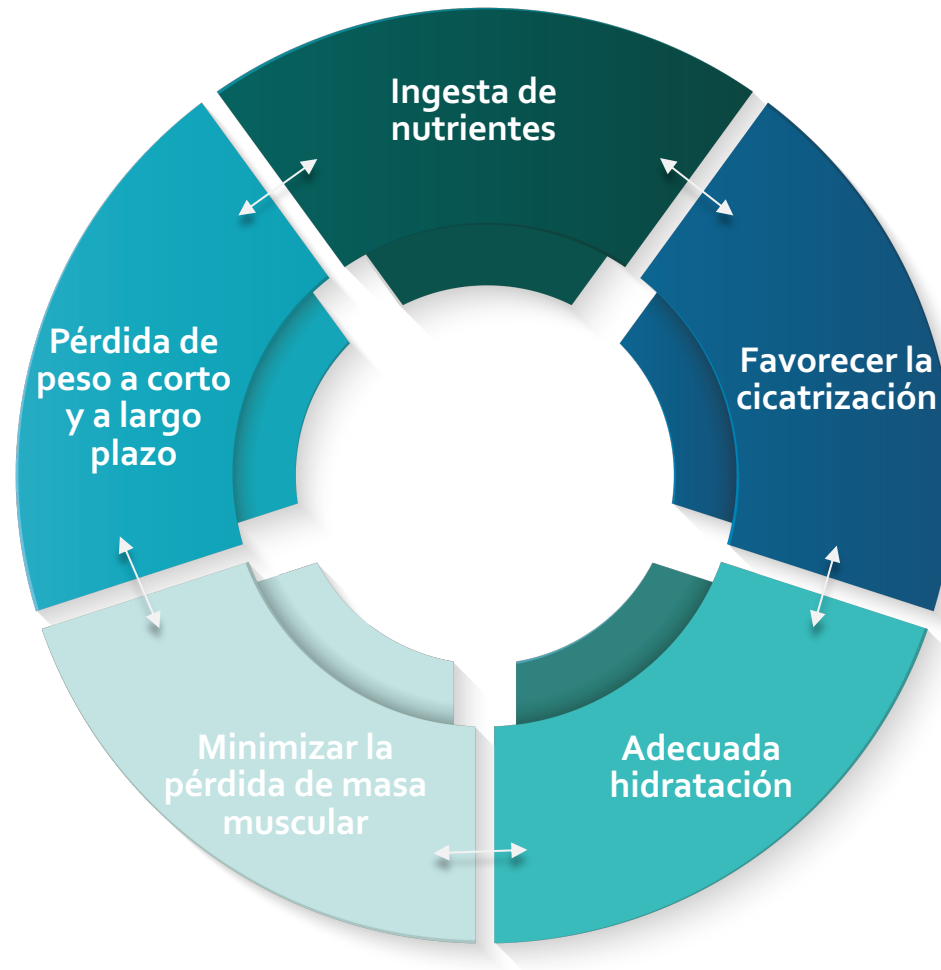 Ingesta de
nutrientes
Favorecer la
cicatrización
Adecuada
hidratación
Minimizar la
pérdida de masa
muscular
Pérdida de
peso a corto
y a largo
plazo